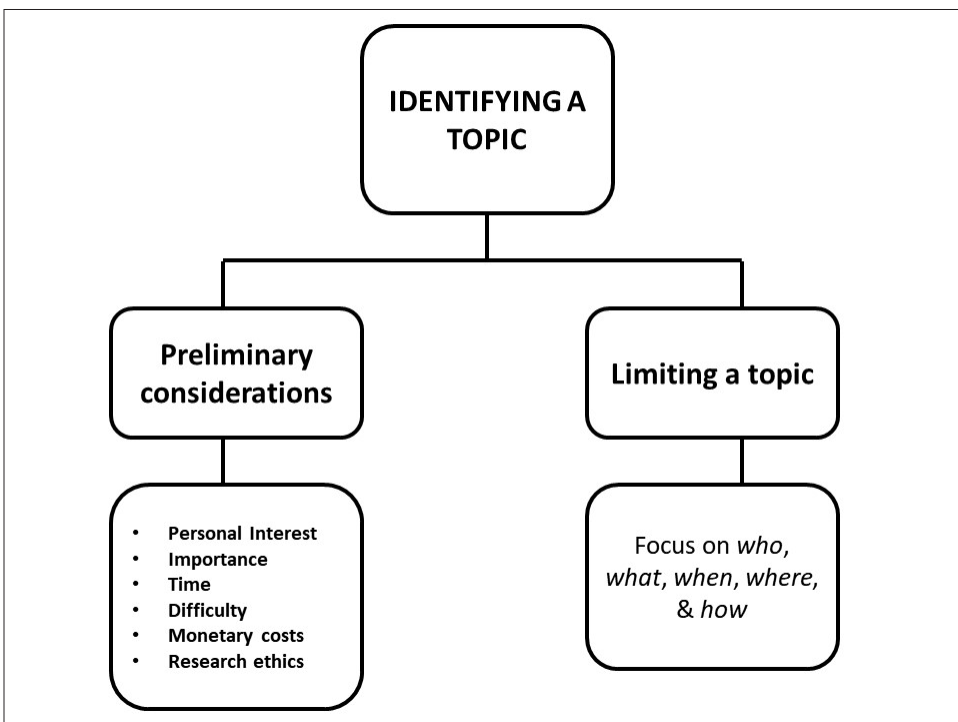 IDENTIFYING A
TOPIC
Preliminary
considerations
Limiting a topic
• Personal Interest
• Importance
• Time
• Difficulty
• Monetary costs
• Research ethics
Focus on who,
what, when, where,
& how